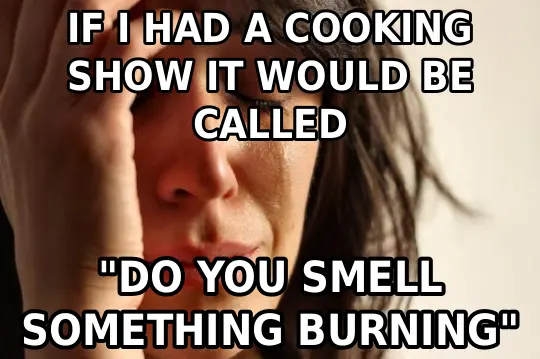 IF I HAD A COOKING
SHOW IT WOULD BE
CALLED
"DO YOU SMELL
SOMETHING BURNING"